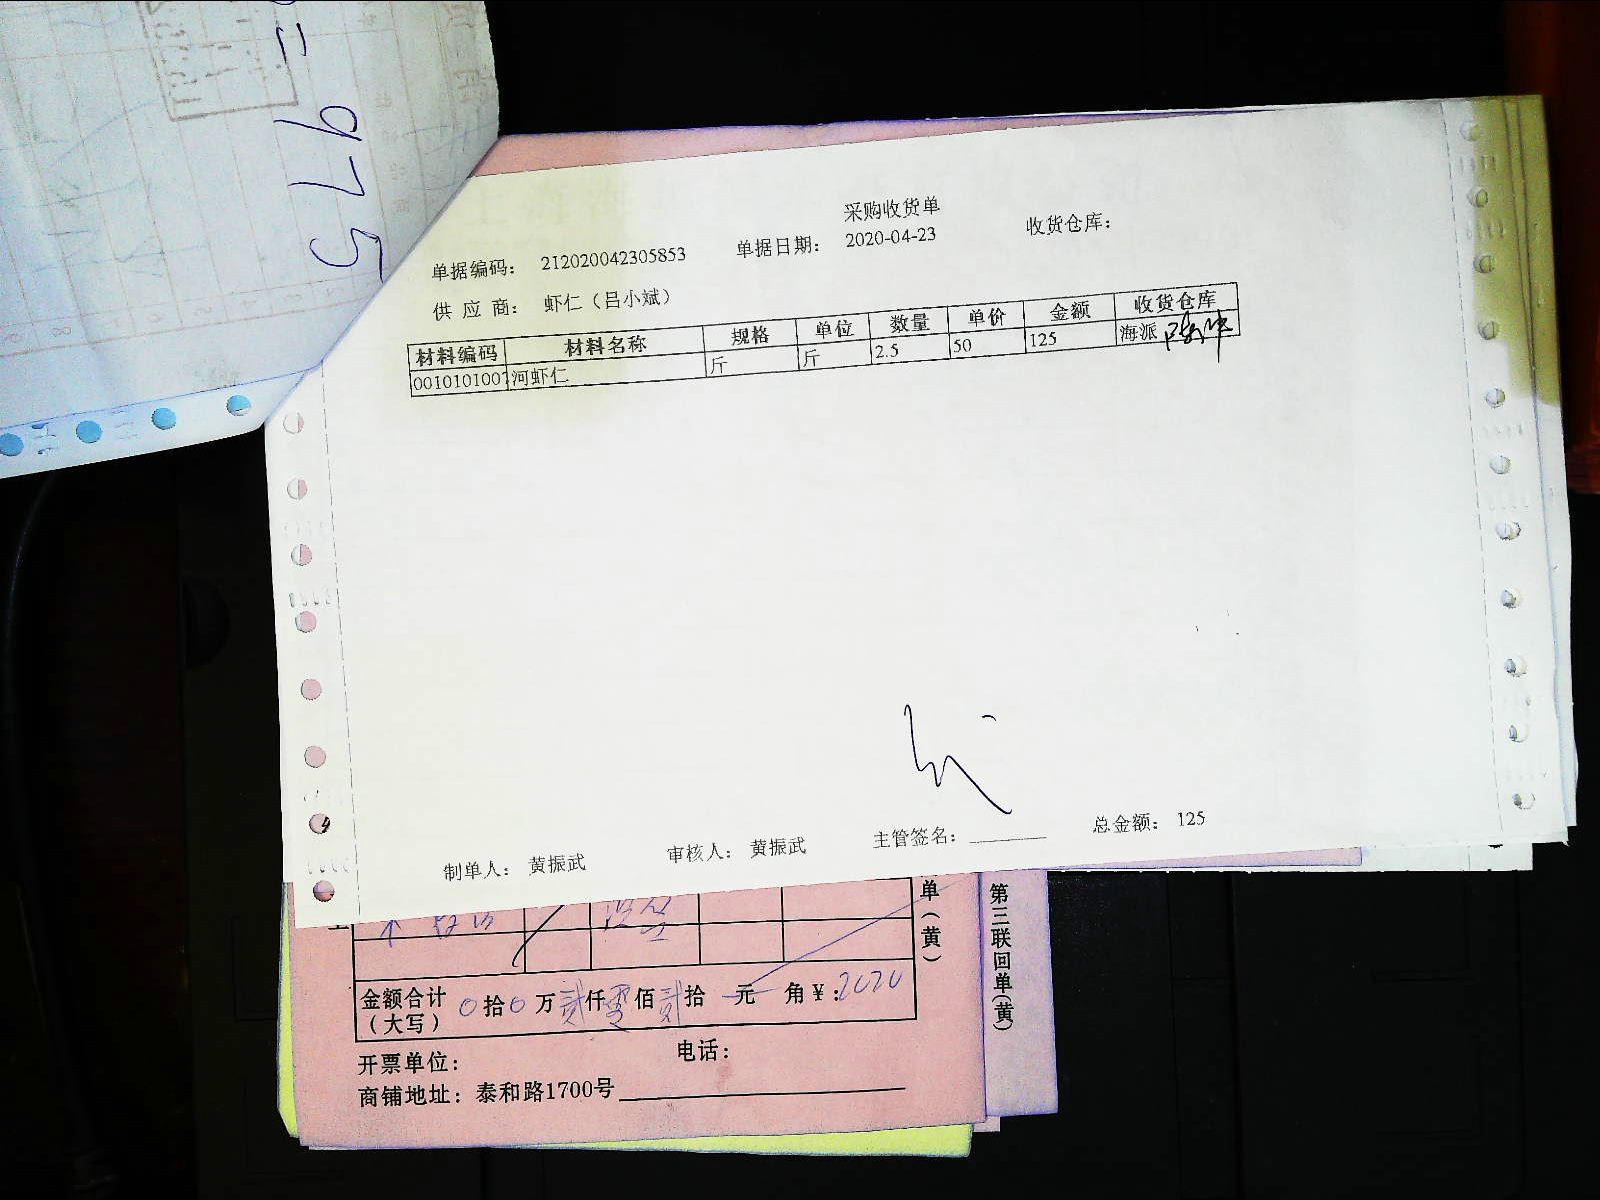 = 975
采购收货单
单据编码： 212020042305853 单据日期： 2020-04-23 收货仓库：
供 应 商： 虾仁（吕小斌）
材料编码 材料名称 规格 单位 数量 单价 金额 收货仓库
0010101007 河虾仁 斤 斤 2.5 50 125 海派
制单人： 黄振武 审核人： 黄振武 主管签名： 总金额： 125
单（黄）
第三联回单（黄）
金额合计（大写） 0拾0万贰仟零佰贰拾 元 角￥：2020
开票单位： 电话：
商铺地址：泰和路1700号